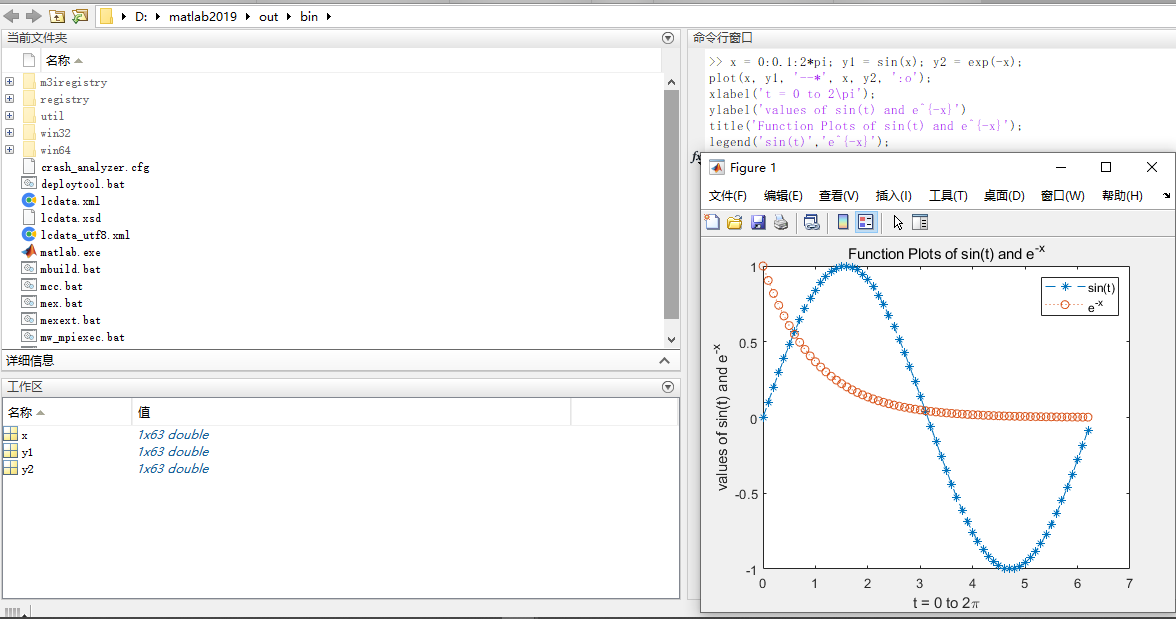 D: matlab2019 out bin
当前文件夹
名称
m3iregistry
registry
util
win32
win64
crash_analyzer.cfg
deploytool.bat
lcdata.xml
lcdata.xsd
lcdata_utf8.xml
matlab.exe
mbuild.bat
mcc.bat
mex.bat
mexext.bat
mw_mpiexec.bat
详细信息
工作区
名称 值
x 1x63 double
y1 1x63 double
y2 1x63 double
命令行窗口
>> x = 0:0.1:2*pi; y1 = sin(x); y2 = exp(-x);
plot(x, y1, '--*', x, y2, ':o');
xlabel('t = 0 to 2\pi');
ylabel('values of sin(t) and e^{-x}')
title('Function Plots of sin(t) and e^{-x}');
legend('sin(t)','e^{-x}');
fx
Figure 1
文件(F) 编辑(E) 查看(V) 插入(I) 工具(T) 桌面(D) 窗口(W) 帮助(H)
Function Plots of sin(t) and e^-x
sin(t)
e^-x
values of sin(t) and e^-x
1
0.5
0
-0.5
-1
0 1 2 3 4 5 6 7
t = 0 to 2π